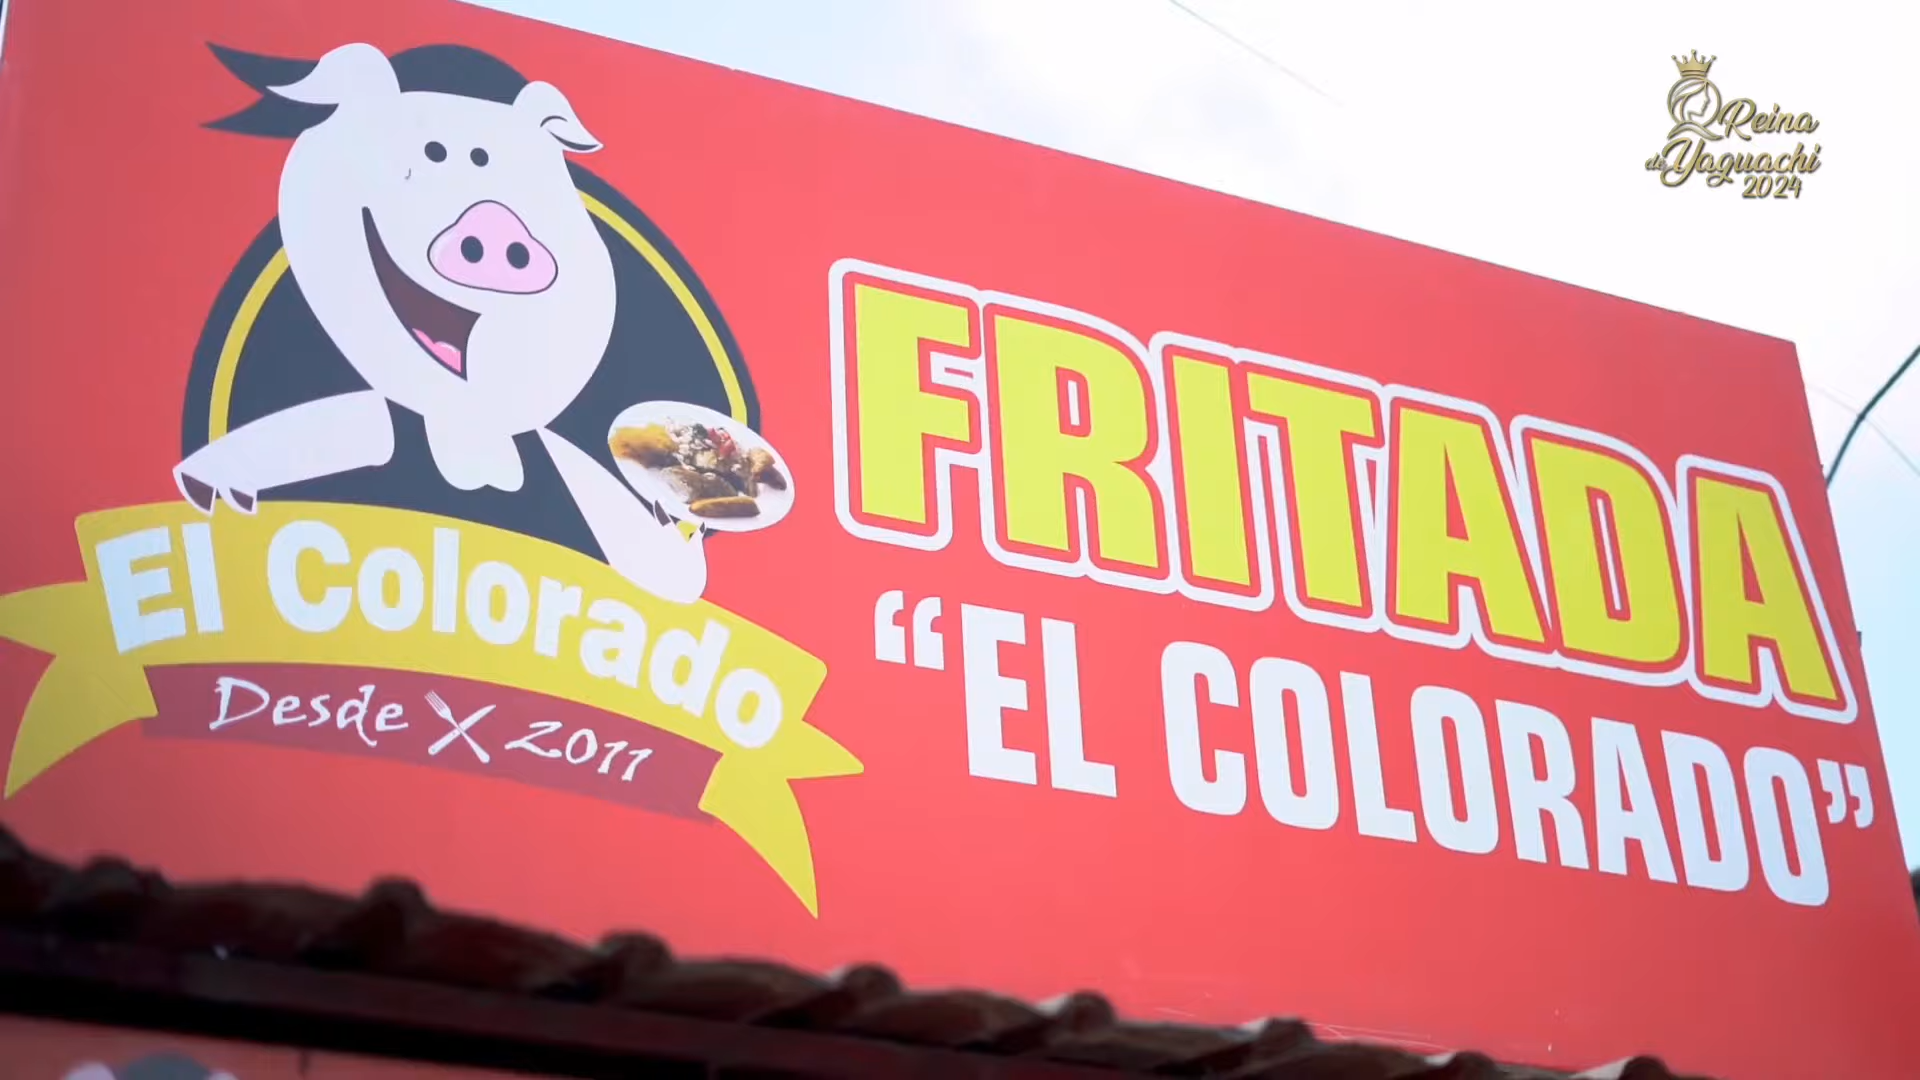 Reina
de Yaguachi
2024
FRITADA
"EL COLORADO"
El Colorado
Desde 2011